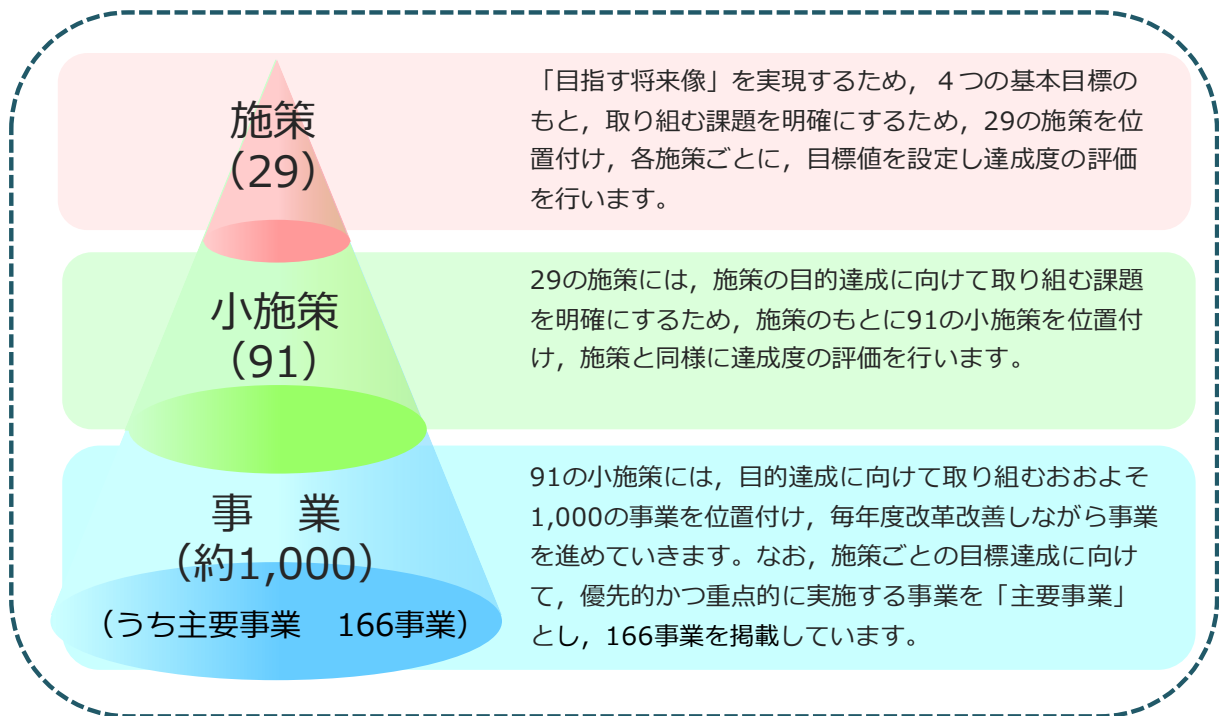 施策
（29）
「目指す将来像」を実現するため，４つの基本目標の
もと，取り組む課題を明確にするため，29の施策を位
置付け，各施策ごとに，目標値を設定し達成度の評価
を行います。
小施策
（91）
29の施策には，施策の目的達成に向けて取り組む課題
を明確にするため，施策のもとに91の小施策を位置付
け，施策と同様に達成度の評価を行います。
事　業
（約1,000）
（うち主要事業　166事業）
91の小施策には，目的達成に向けて取り組むおおよそ
1,000の事業を位置付け，毎年度改革改善しながら事業
を進めていきます。なお，施策ごとの目標達成に向け
て，優先的かつ重点的に実施する事業を「主要事業」
とし，166事業を掲載しています。